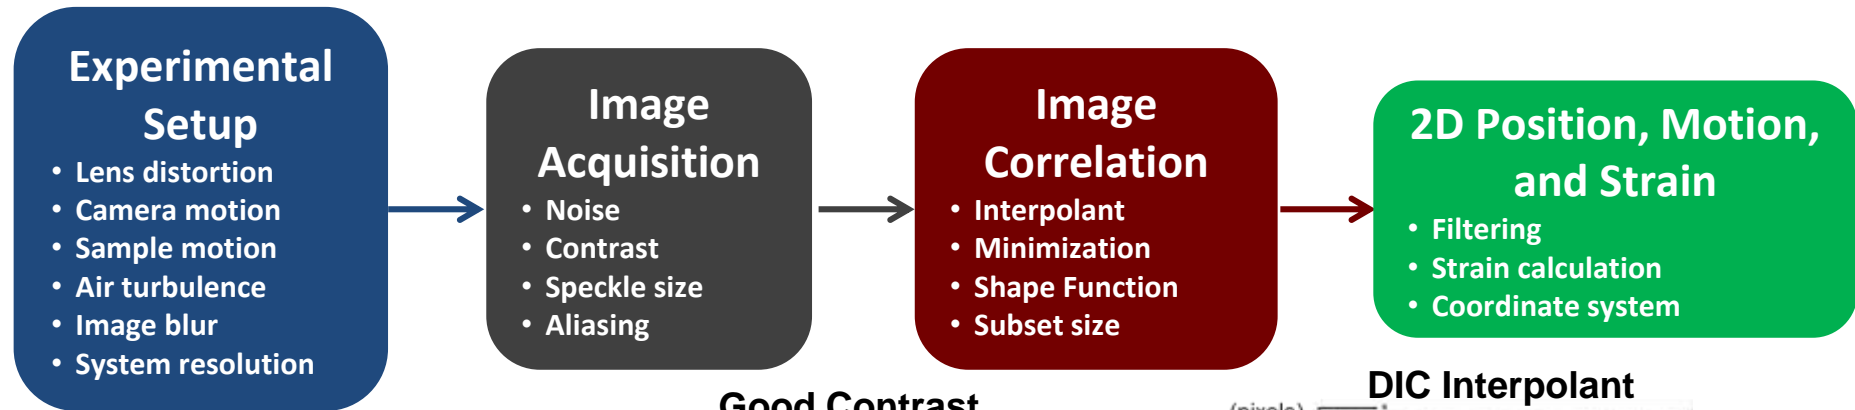 Experimental
Setup
• Lens distortion
• Camera motion
• Sample motion
• Air turbulence
• Image blur
• System resolution
Image
Acquisition
• Noise
• Contrast
• Speckle size
• Aliasing
Image
Correlation
• Interpolant
• Minimization
• Shape Function
• Subset size
2D Position, Motion,
and Strain
• Filtering
• Strain calculation
• Coordinate system
Good Contrast
DIC Interpolant
(pixels)